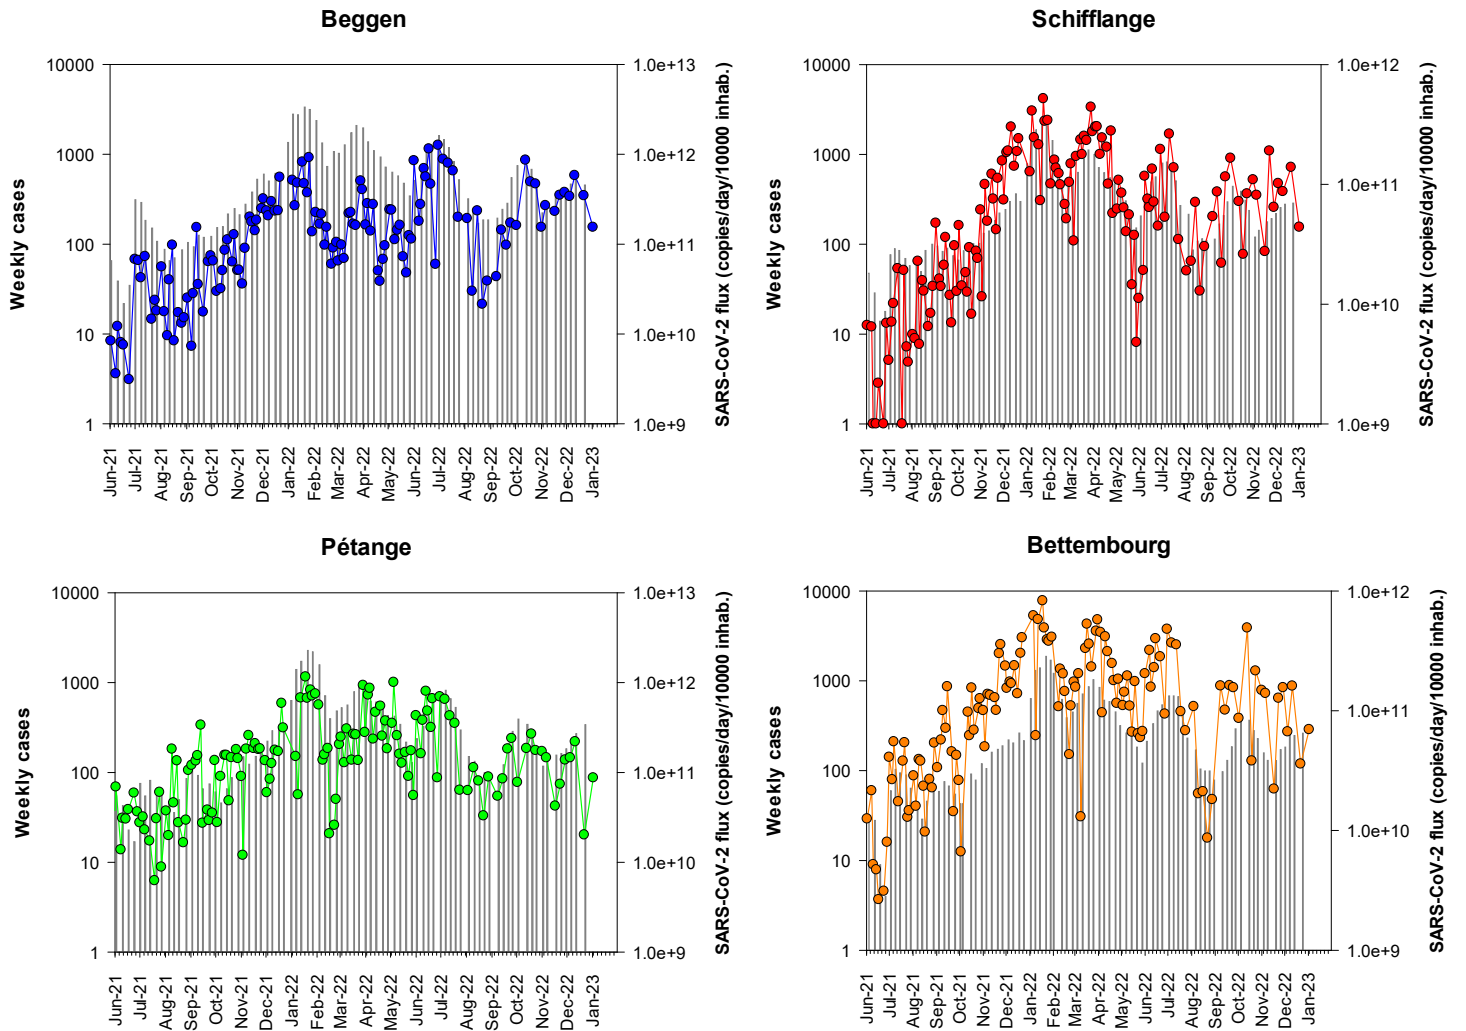 Beggen
Weekly cases
10000
1000
100
10
1
1.0e+13
1.0e+12
1.0e+11
1.0e+10
1.0e+9
SARS-CoV-2 flux (copies/day/10000 inhab.)
Jun-21
Jul-21
Aug-21
Sep-21
Oct-21
Nov-21
Dec-21
Jan-22
Feb-22
Mar-22
Apr-22
May-22
Jun-22
Jul-22
Aug-22
Sep-22
Oct-22
Nov-22
Dec-22
Jan-23
Schifflange
Weekly cases
10000
1000
100
10
1
1.0e+12
1.0e+11
1.0e+10
1.0e+9
SARS-CoV-2 flux (copies/day/10000 inhab.)
Jun-21
Jul-21
Aug-21
Sep-21
Oct-21
Nov-21
Dec-21
Jan-22
Feb-22
Mar-22
Apr-22
May-22
Jun-22
Jul-22
Aug-22
Sep-22
Oct-22
Nov-22
Dec-22
Jan-23
Pétange
Weekly cases
10000
1000
100
10
1
1.0e+13
1.0e+12
1.0e+11
1.0e+10
1.0e+9
SARS-CoV-2 flux (copies/day/10000 inhab.)
Jun-21
Jul-21
Aug-21
Sep-21
Oct-21
Nov-21
Dec-21
Jan-22
Feb-22
Mar-22
Apr-22
May-22
Jun-22
Jul-22
Aug-22
Sep-22
Oct-22
Nov-22
Dec-22
Jan-23
Bettembourg
Weekly cases
10000
1000
100
10
1
1.0e+12
1.0e+11
1.0e+10
1.0e+9
SARS-CoV-2 flux (copies/day/10000 inhab.)
Jun-21
Jul-21
Aug-21
Sep-21
Oct-21
Nov-21
Dec-21
Jan-22
Feb-22
Mar-22
Apr-22
May-22
Jun-22
Jul-22
Aug-22
Sep-22
Oct-22
Nov-22
Dec-22
Jan-23